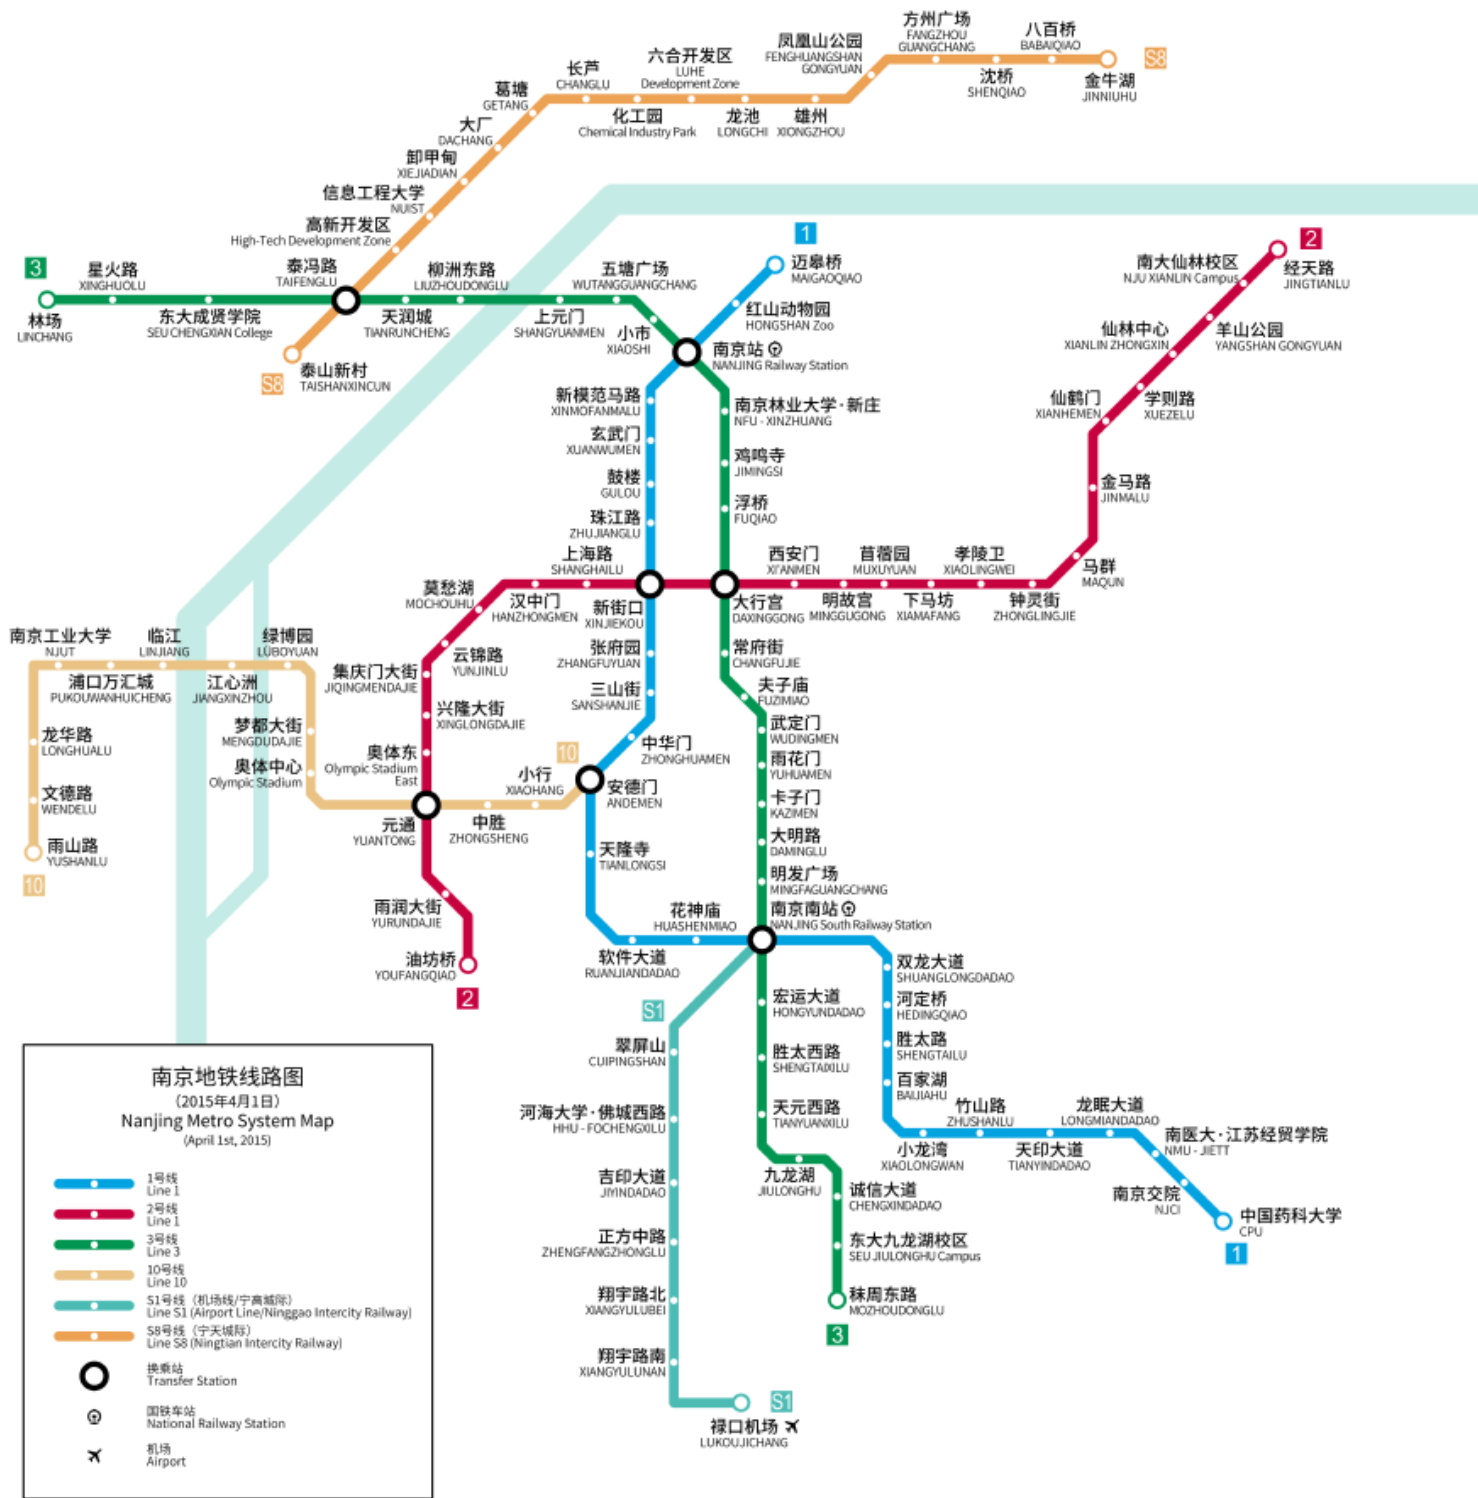 八百桥
BABAIQIAO
方州广场
FANGZHOU
GUANGCHANG
凤凰山公园
FENGHUANGSHAN
GONGYUAN
S8
沈桥
SHENQIAO
金牛湖
JINNIUHU
六合开发区
LUHE
Development Zone
长芦
CHANGLU
葛塘
GETANG
化工园
Chemical Industry Park
龙池
LONGCHI
雄州
XIONGZHOU
大厂
DACHANG
卸甲甸
XIEJIADIAN
信息工程大学
NUIST
高新开发区
High-Tech Development Zone
泰冯路
TAIFENGLU
S8
泰山新村
TAISHANXINCUN
3
林场
LINCHANG
星火路
XINGHUOLU
东大成贤学院
SEU CHENGXIAN College
天润城
TIANRUNCHENG
柳洲东路
LIUZHOUDONGLU
上元门
SHANGYUANMEN
五塘广场
WUTANGGUANGCHANG
小市
XIAOSHI
1
迈皋桥
MAIGAOQIAO
红山动物园
HONGSHAN Zoo
南京站
NANJING Railway Station
2
经天路
JINGTIANLU
南大仙林校区
NJU XIANLIN Campus
羊山公园
YANGSHAN GONGYUAN
仙林中心
XIANLIN ZHONGXIN
学则路
XUEZELU
仙鹤门
XIANHEMEN
金马路
JINMALU
马群
MAQUN
新模范马路
XINMOFANMALU
玄武门
XUANWUMEN
鼓楼
GULOU
珠江路
ZHUJIANGLU
南京林业大学·新庄
NFU - XINZHUANG
鸡鸣寺
JIMINGSI
浮桥
FUQIAO
西安门
XI'ANMEN
苜蓿园
MUXUYUAN
孝陵卫
XIAOLINGWEI
大行宫
DAXINGGONG
明故宫
MINGGUGONG
下马坊
XIAMAFANG
钟灵街
ZHONGLINGJIE
上海路
SHANGHAILU
新街口
XINJIEKOU
汉中门
HANZHONGMEN
莫愁湖
MOCHOUHU
云锦路
YUNJINLU
集庆门大街
JIQINGMENDAJIE
兴隆大街
XINGLONGDAJIE
奥体东
Olympic Stadium
East
元通
YUANTONG
雨润大街
YURUNDAJIE
油坊桥
YOUFANGQIAO
2
南京工业大学
NJUT
临江
LINJIANG
绿博园
LÜBOYUAN
浦口万汇城
PUKOUWANHUICHENG
江心洲
JIANGXINZHOU
龙华路
LONGHUALU
文德路
WENDELU
雨山路
YUSHANLU
10
梦都大街
MENGDUDAJIE
奥体中心
Olympic Stadium
中胜
ZHONGSHENG
小行
XIAOHANG
10
安德门
ANDEMEN
张府园
ZHANGFUYUAN
三山街
SANSHANJIE
中华门
ZHONGHUAMEN
天隆寺
TIANLONGSI
软件大道
RUANJIANDADAO
花神庙
HUASHENMIAO
常府街
CHANGFUJIE
夫子庙
FUZIMIAO
武定门
WUDINGMEN
雨花门
YUHUAMEN
卡子门
KAZIMEN
大明路
DAMINGLU
明发广场
MINGFAGUANGCHANG
南京南站
NANJING South Railway Station
双龙大道
SHUANGLONGDADAO
河定桥
HEDINGQIAO
胜太路
SHENGTAILU
百家湖
BAIJIAHU
小龙湾
XIAOLONGWAN
竹山路
ZHUSHANLU
天印大道
TIANYINDADAO
龙眠大道
LONGMIANDADAO
南医大·江苏经贸学院
NMU - JIETT
南京交院
NJCI
中国药科大学
CPU
1
宏运大道
HONGYUNDADAO
胜太西路
SHENGTAIXILU
天元西路
TIANYUANXILU
九龙湖
JIULONGHU
诚信大道
CHENGXINDADAO
东大九龙湖校区
SEU JIULONGHU Campus
秣周东路
MOZHOUDONGLU
3
S1
翠屏山
CUIPINGSHAN
河海大学·佛城西路
HHU - FOCHENGXILU
吉印大道
JIYINDADAO
正方中路
ZHENGFANGZHONGLU
翔宇路北
XIANGYULUBEI
翔宇路南
XIANGYULUNAN
S1
禄口机场
LUKOUJICHANG
南京地铁线路图
（2015年4月1日）
Nanjing Metro System Map
(April 1st, 2015)
1号线
Line 1
2号线
Line 1
3号线
Line 3
10号线
Line 10
S1号线（机场线/宁高城际）
Line S1 (Airport Line/Ninggao Intercity Railway)
S8号线（宁天城际）
Line S8 (Ningtian Intercity Railway)
换乘站
Transfer Station
国铁车站
National Railway Station
机场
Airport